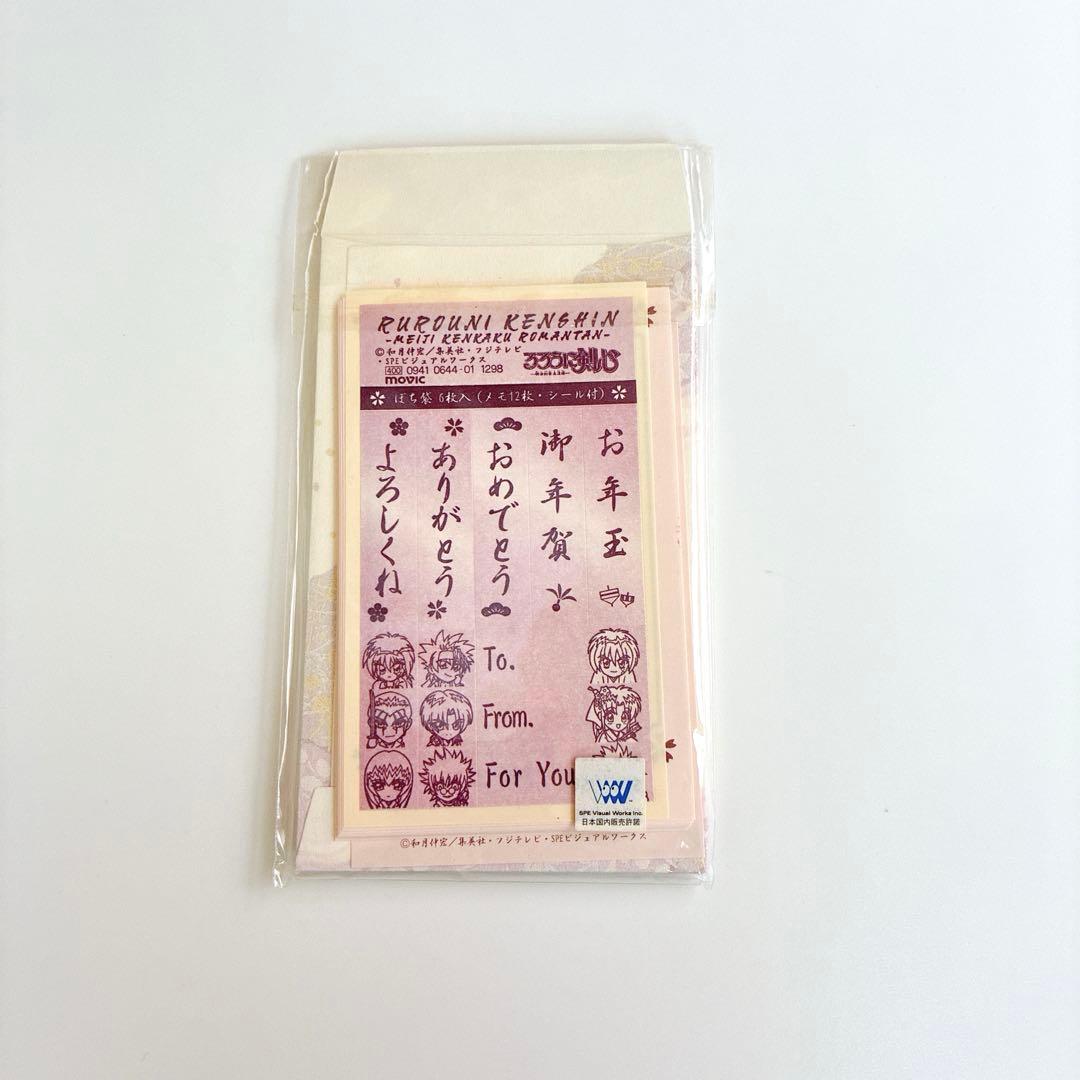 RUROUNI KENSHIN
-MEIJI KENKAKU ROMANTAN-
©和月伸宏/集英社・フジテレビ
・SPEビジュアルワークス
400 0941 0644-01 1298
movic
るろうに剣心
ぽち袋 6枚入 (メモ12枚・シール付)
お年玉
御年賀
おめでとう
ありがとう
よろしくね
To.
From.
For You
SPE Visual Works Inc.
日本国内販売許諾
©和月伸宏/集英社・フジテレビ・SPEビジュアルワークス